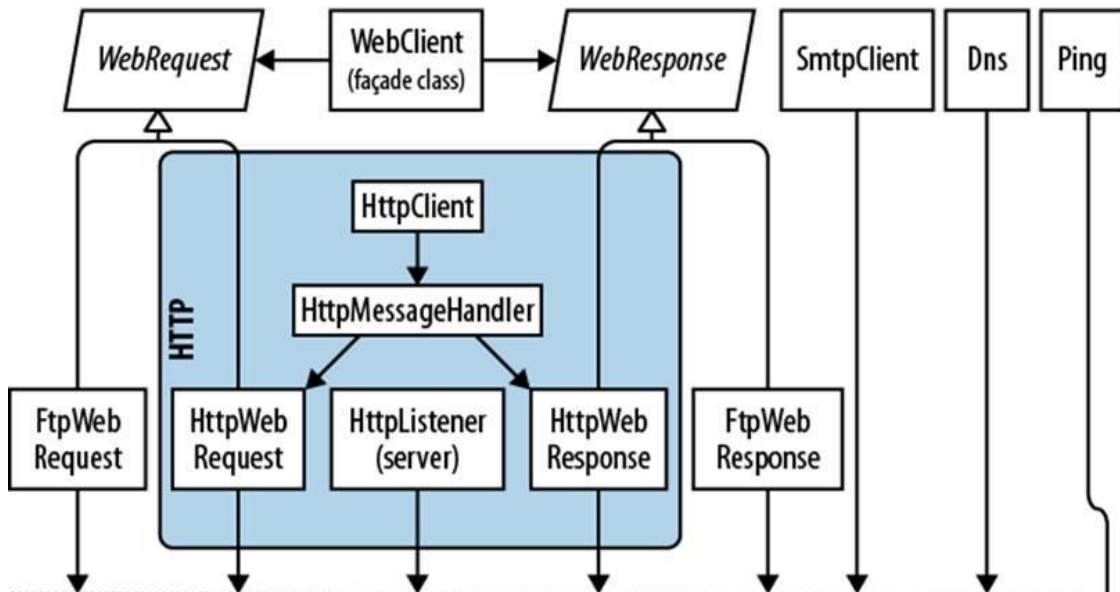 WebRequest
WebClient
(façade class)
WebResponse
SmtpClient
Dns
Ping
HTTP
HttpClient
HttpMessageHandler
FtpWeb
Request
HttpWeb
Request
HttpListener
(server)
HttpWeb
Response
FtpWeb
Response